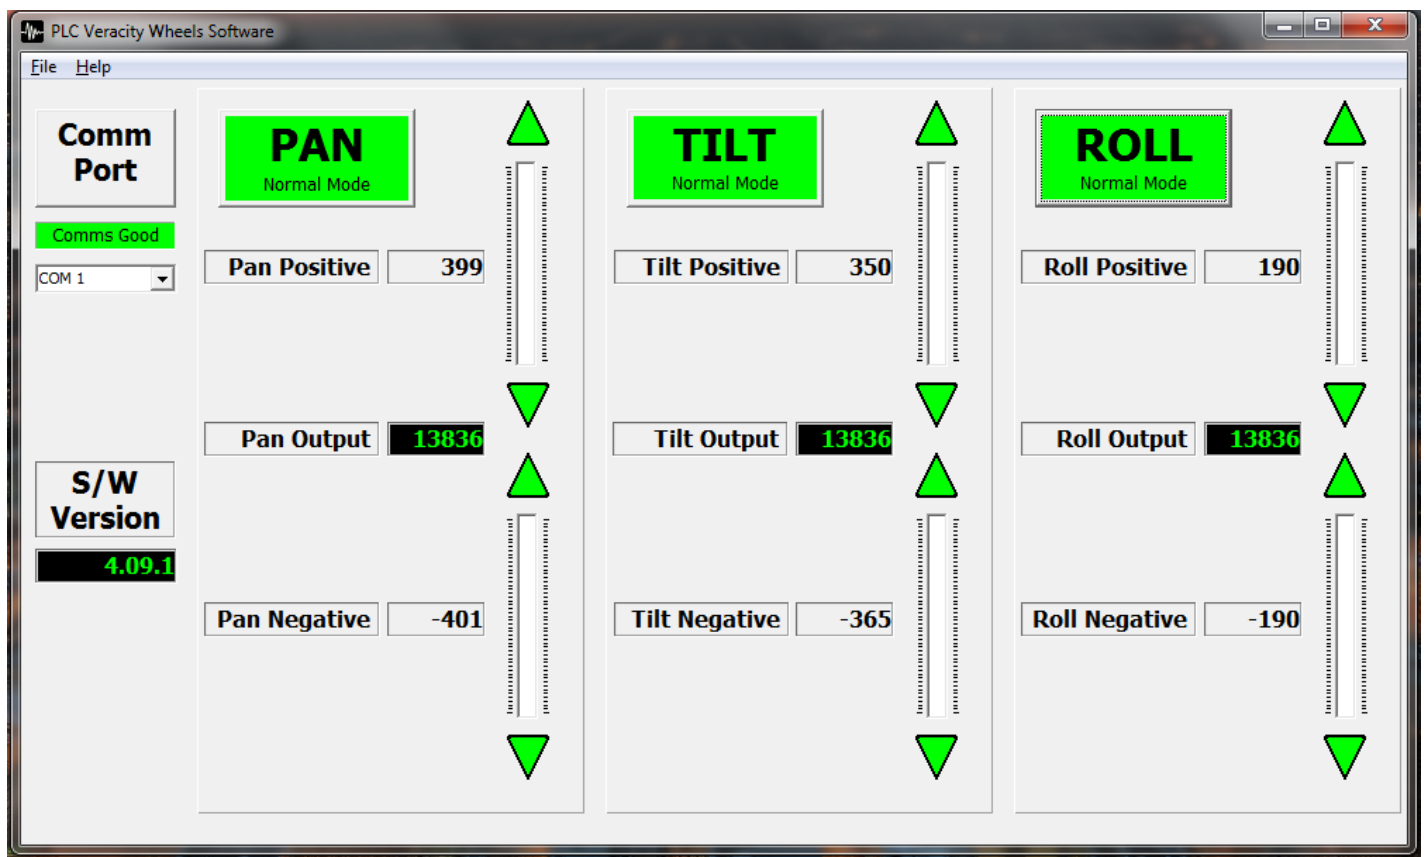 PLC Veracity Wheels Software
File Help
Comm
Port
Comms Good
COM 1
S/W
Version
4.09.1
PAN
Normal Mode
Pan Positive 399
Pan Output 13836
Pan Negative -401
TILT
Normal Mode
Tilt Positive 350
Tilt Output 13836
Tilt Negative -365
ROLL
Normal Mode
Roll Positive 190
Roll Output 13836
Roll Negative -190